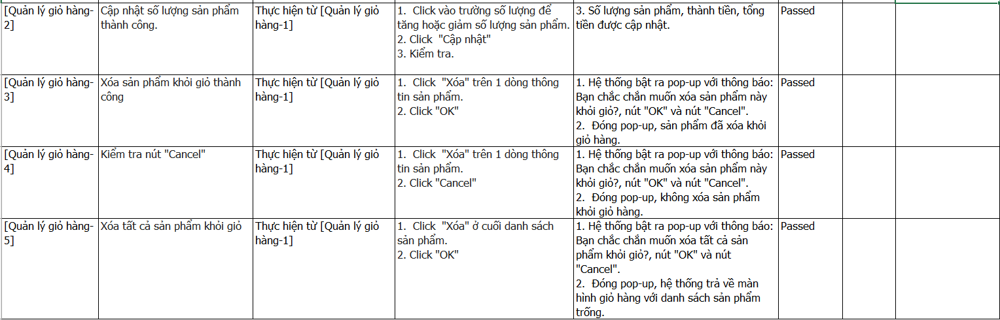 [Quản lý giỏ hàng-
2]
Cập nhật số lượng sản phẩm
thành công.
Thực hiện từ [Quản lý giỏ
hàng-1]
1.  Click vào trường số lượng để
tăng hoặc giảm số lượng sản phẩm.
2. Click  "Cập nhật"
3. Kiểm tra.
3. Số lượng sản phẩm, thành tiền, tổng
tiền được cập nhật.
Passed
[Quản lý giỏ hàng-
3]
Xóa sản phẩm khỏi giỏ thành
công
Thực hiện từ [Quản lý giỏ
hàng-1]
1.  Click  "Xóa" trên 1 dòng thông
tin sản phẩm.
2. Click "OK"
1. Hệ thống bật ra pop-up với thông báo:
Bạn chắc chắn muốn xóa sản phẩm này
khỏi giỏ?, nút "OK" và nút "Cancel".
2.  Đóng pop-up, sản phẩm đã xóa khỏi
giỏ hàng.
Passed
[Quản lý giỏ hàng-
4]
Kiểm tra nút "Cancel"
Thực hiện từ [Quản lý giỏ
hàng-1]
1.  Click  "Xóa" trên 1 dòng thông
tin sản phẩm.
2. Click "Cancel"
1. Hệ thống bật ra pop-up với thông báo:
Bạn chắc chắn muốn xóa sản phẩm này
khỏi giỏ?, nút "OK" và nút "Cancel".
2.  Đóng pop-up, không xóa sản phẩm
khỏi giỏ hàng.
Passed
[Quản lý giỏ hàng-
5]
Xóa tất cả sản phẩm khỏi giỏ
Thực hiện từ [Quản lý giỏ
hàng-1]
1.  Click  "Xóa" ở cuối danh sách
sản phẩm.
2. Click "OK"
1. Hệ thống bật ra pop-up với thông báo:
Bạn chắc chắn muốn xóa tất cả sản
phẩm khỏi giỏ?, nút "OK" và nút
"Cancel".
2.  Đóng pop-up, hệ thống trả về màn
hình giỏ hàng với danh sách sản phẩm
trống.
Passed